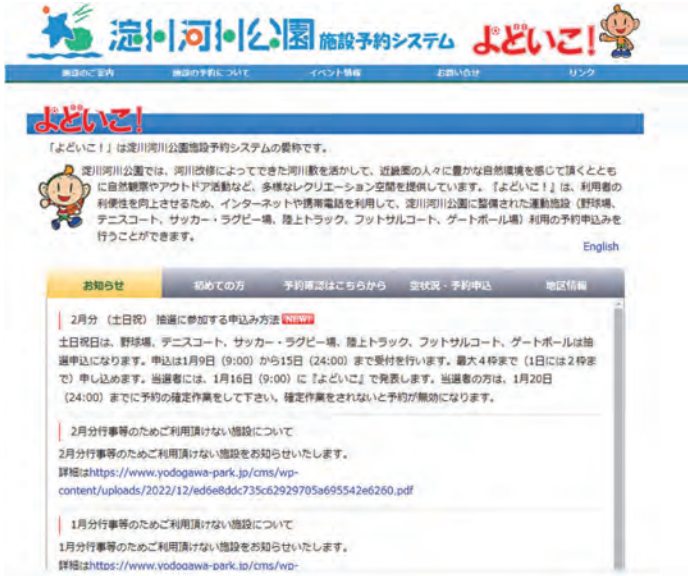 淀川河川公園 施設予約システム よどいこ!
施設のご案内 施設の予約について イベント情報 お問い合せ リンク
よどいこ!
「よどいこ!」は淀川河川公園施設予約システムの愛称です。
淀川河川公園では、河川改修によってできた河川敷を活かして、近畿圏の人々に豊かな自然環境を感じて頂くととも
に自然観察やアウトドア活動など、多様なレクリエーション空間を提供しています。『よどいこ!』は、利用者の
利便性を向上させるため、インターネットや携帯電話を利用して、淀川河川公園に整備された運動施設(野球場、
テニスコート、サッカー・ラグビー場、陸上トラック、フットサルコート、ゲートボール場)利用の予約申込みを
行うことができます。
English
お知らせ 初めての方 予約確認はこちらから 空状況・予約申込 地区情報
2月分 (土日祝) 抽選に参加する申込み方法 NEW!
土日祝日は、野球場、テニスコート、サッカー・ラグビー場、陸上トラック、フットサルコート、ゲートボールは抽
選申込になります。申込は1月9日(9:00)から15日(24:00)まで受付を行います。最大4枠まで(1日には2枠ま
で)申し込めます。当選者には、1月16日(9:00)に『よどいこ』で発表します。当選者の方は、1月20日
(24:00)までに予約の確定作業をして下さい。確定作業をされないと予約が無効になります。
2月分行事等のためご利用頂けない施設について
2月分行事等のためご利用頂けない施設をお知らせいたします。
詳細はhttps://www.yodogawa-park.jp/cms/wp-
content/uploads/2022/12/ed6e8ddc735c62929705a695542e6260.pdf
1月分行事等のためご利用頂けない施設について
1月分行事等のためご利用頂けない施設をお知らせいたします。
詳細はhttps://www.yodogawa-park.jp/cms/wp-